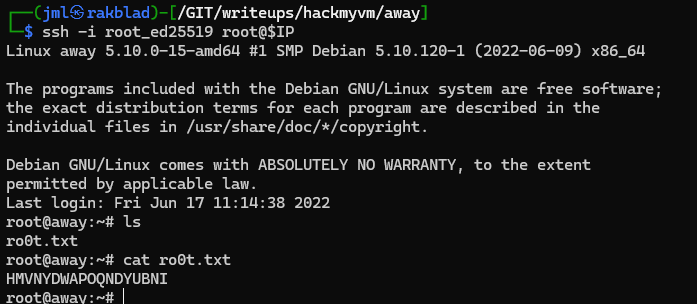 ┌──(jml㉿rakblad)-[/GIT/writeups/hackmyvm/away]
└─$ ssh -i root_ed25519 root@$IP
Linux away 5.10.0-15-amd64 #1 SMP Debian 5.10.120-1 (2022-06-09) x86_64
The programs included with the Debian GNU/Linux system are free software;
the exact distribution terms for each program are described in the
individual files in /usr/share/doc/*/copyright.
Debian GNU/Linux comes with ABSOLUTELY NO WARRANTY, to the extent
permitted by applicable law.
Last login: Fri Jun 17 11:14:38 2022
root@away:~# ls
ro0t.txt
root@away:~# cat ro0t.txt
HMVNYDWAPOQNDYUBNI
root@away:~#